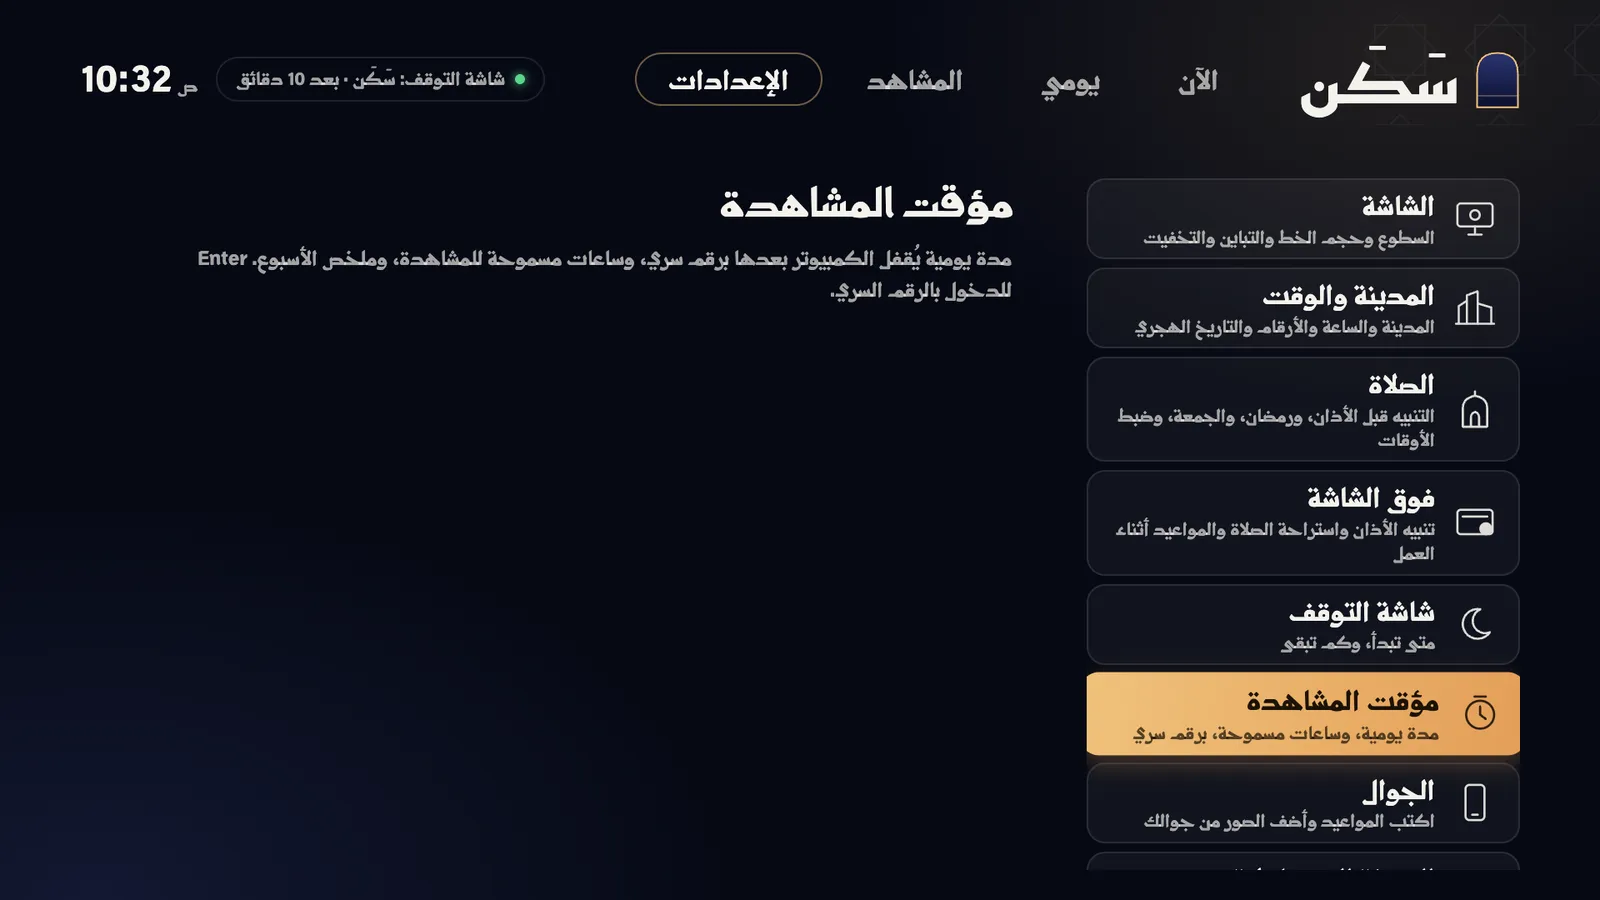 سَكَن
الآن
يومي
المشاهد
الإعدادات
شاشة التوقف: سَكَن · بعد 10 دقائق
10:32 ص
الشاشة
السطوع وحجم الخط والتباين والتخفيت
المدينة والوقت
المدينة والساعة والأرقام والتاريخ الهجري
الصلاة
التنبيه قبل الأذان، ورمضان، والجمعة، وضبط
الأوقات
فوق الشاشة
تنبيه الأذان واستراحة الصلاة والمواعيد أثناء
العمل
شاشة التوقف
متى تبدأ، وكم تبقى
مؤقت المشاهدة
مدة يومية، وساعات مسموحة، برقم سري
الجوال
اكتب المواعيد وأضف الصور من جوالك
مؤقت المشاهدة
مدة يومية يُقفل الكمبيوتر بعدها برقم سري، وساعات مسموحة للمشاهدة، وملخص الأسبوع. Enter
للدخول بالرقم السري.